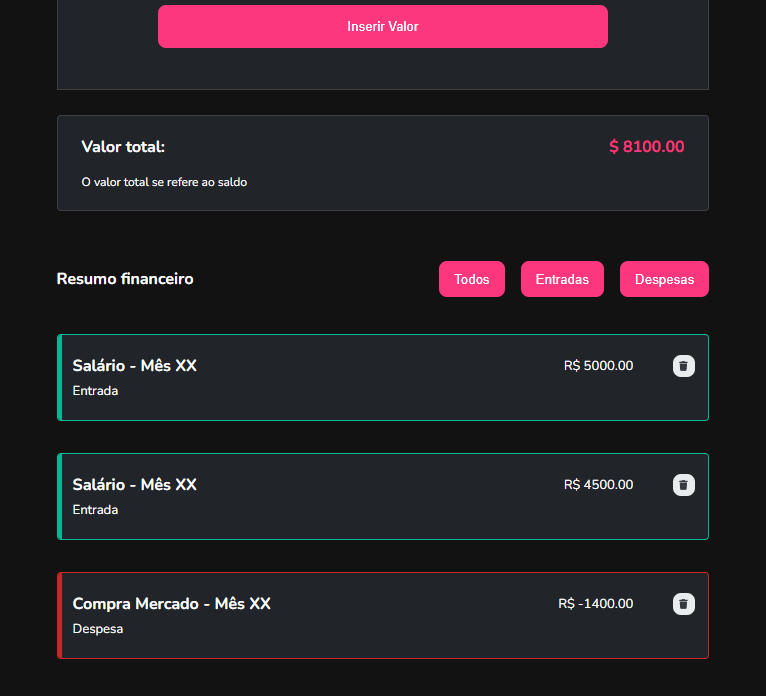 Inserir Valor
Valor total: $ 8100.00
O valor total se refere ao saldo
Resumo financeiro Todos Entradas Despesas
Salário - Mês XX R$ 5000.00
Entrada
Salário - Mês XX R$ 4500.00
Entrada
Compra Mercado - Mês XX R$ -1400.00
Despesa